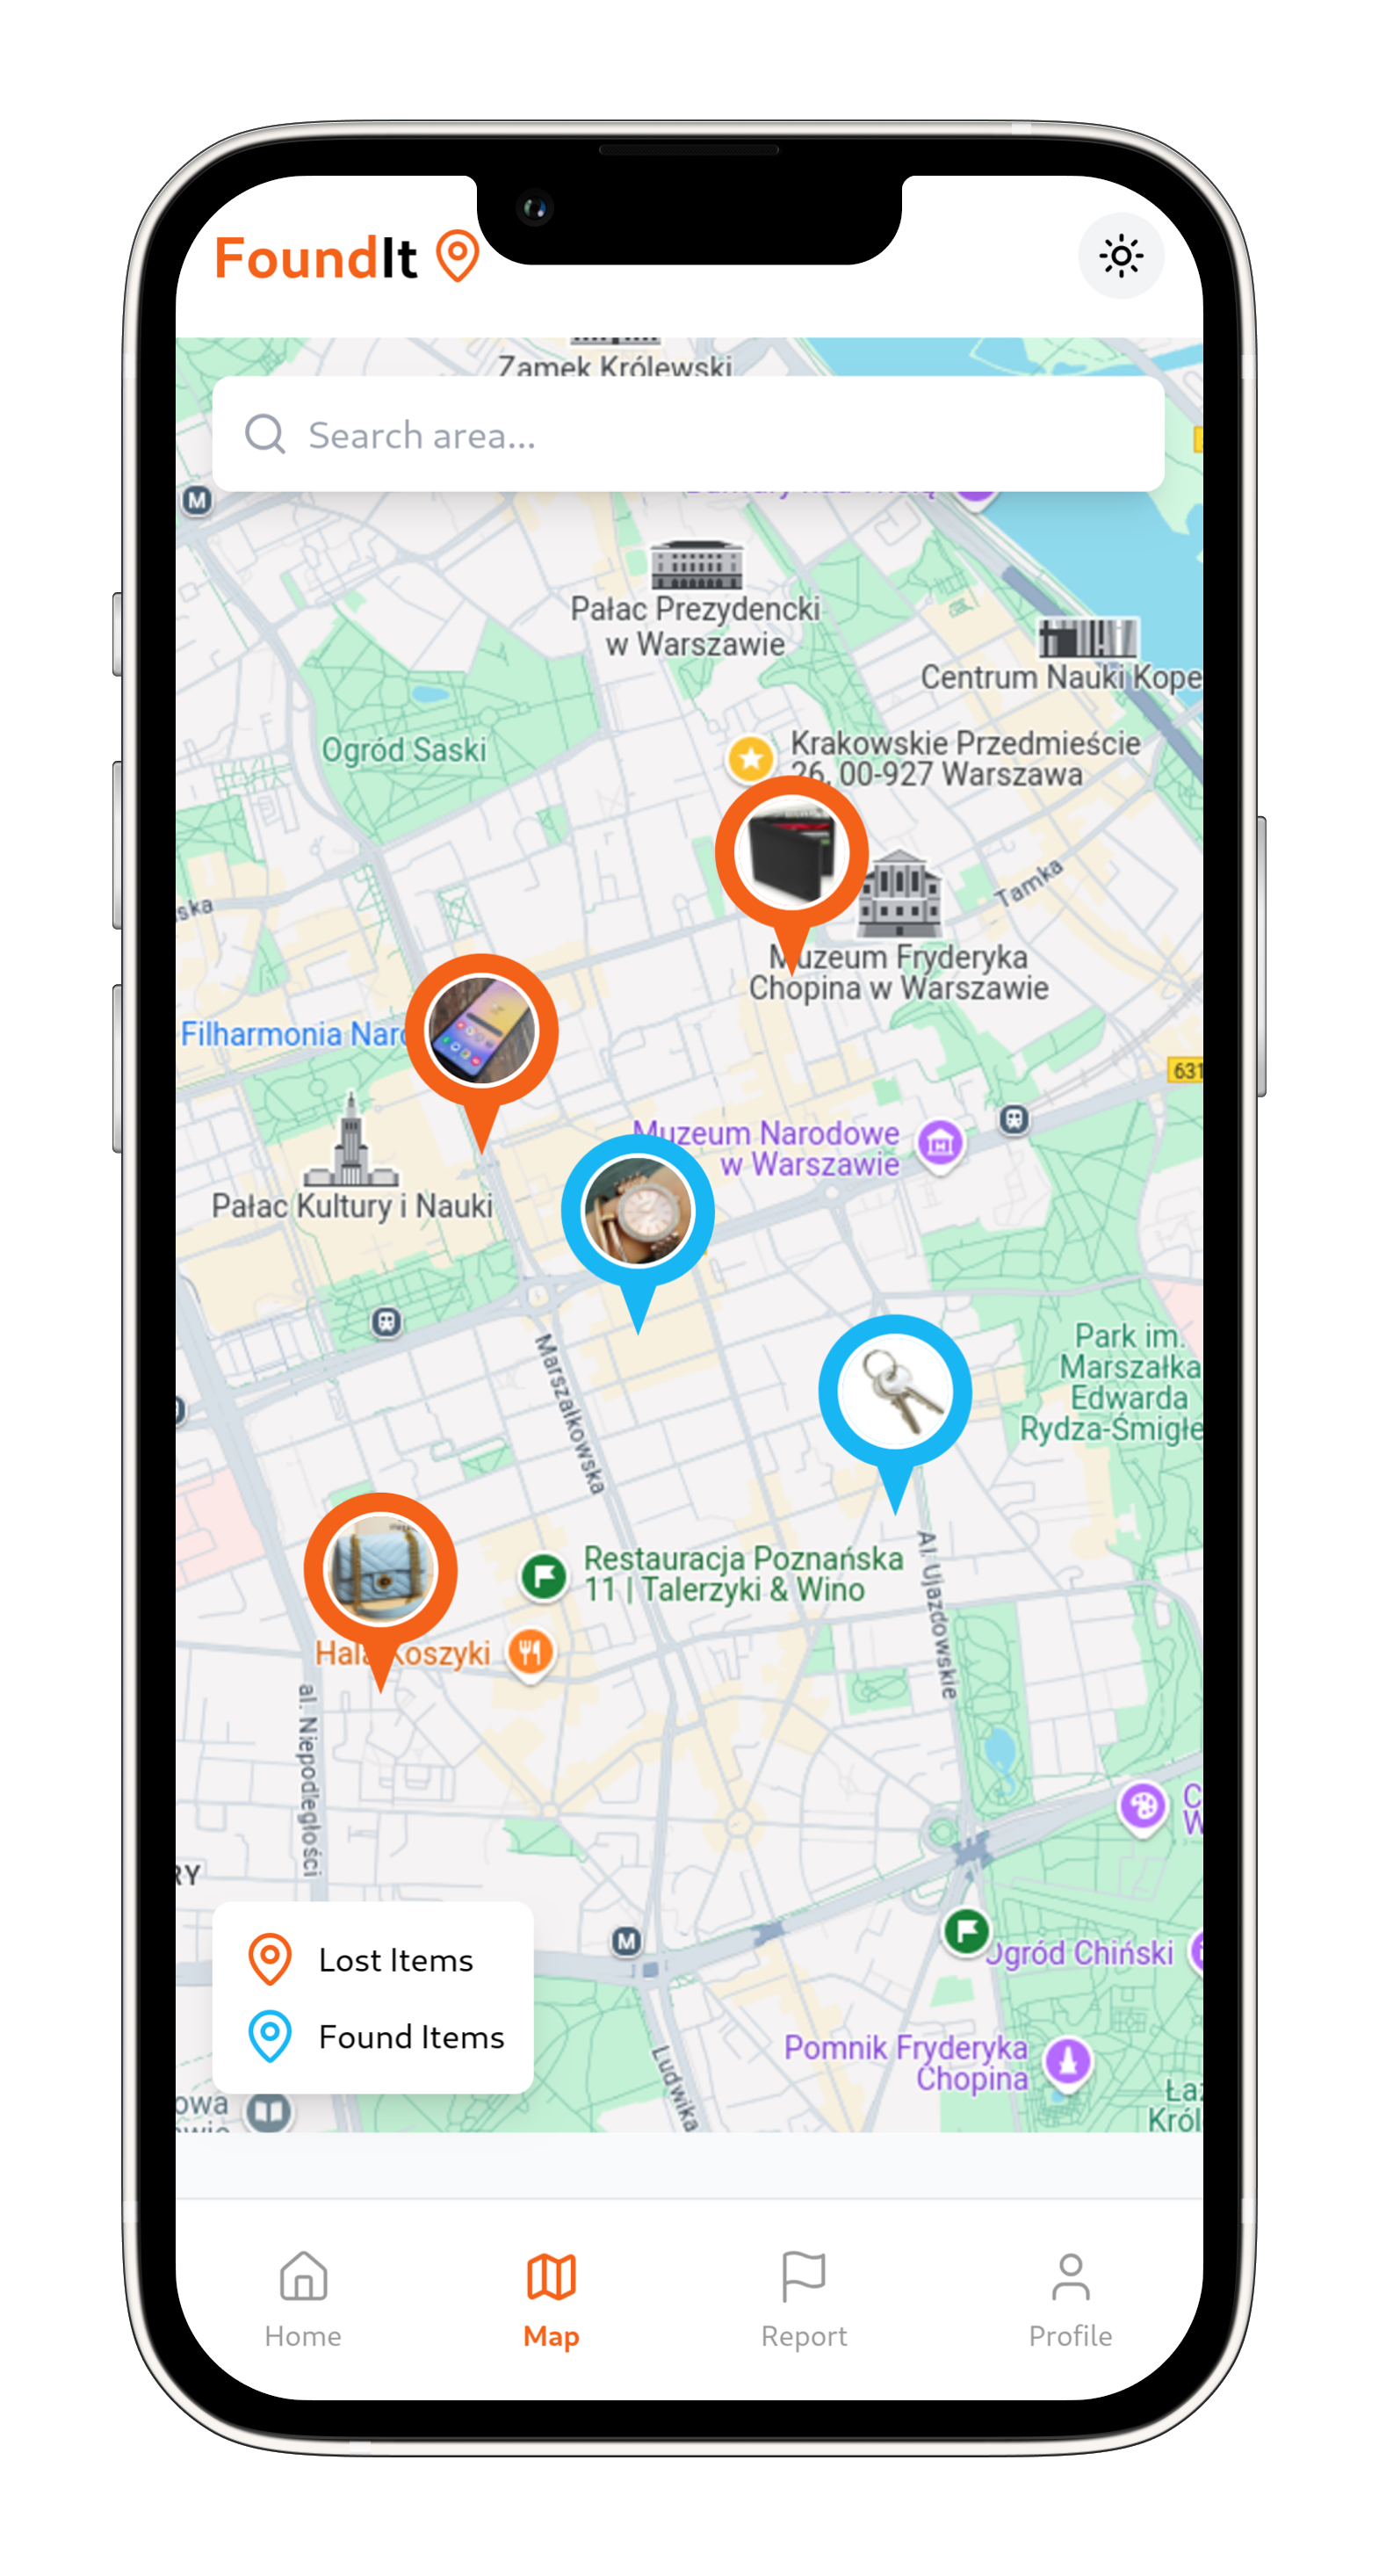 FoundIt
Zamek Królewski
Search area...
M
Pałac Prezydencki
w Warszawie
Centrum Nauki Kope
Ogród Saski
Krakowskie Przedmieście
26, 00-927 Warszawa
Tamka
ska
Muzeum Fryderyka
Chopina w Warszawie
Filharmonia Naro
631
Muzeum Narodowe
w Warszawie
Pałac Kultury i Nauki
Marszałkowska
Park im.
Marszałka
Edwarda
Rydza-Śmigłe
Al. Ujazdowskie
Restauracja Poznańska
11 | Talerzyki & Wino
Hala Koszyki
al. Niepodległości
C
W
RY
Lost Items
Found Items
M
Ogród Chiński
Ludwika
Pomnik Fryderyka
Chopina
Łaz
Król
owa
Home
Map
Report
Profile